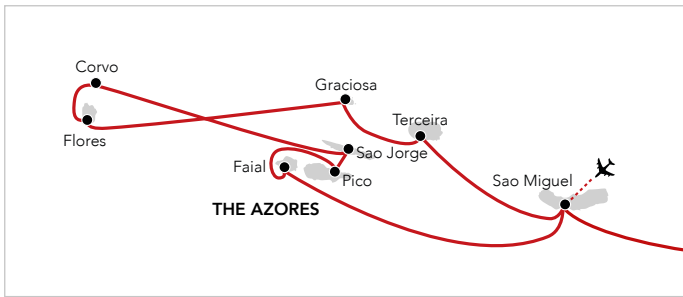 Corvo
Graciosa
Terceira
Flores
Sao Jorge
Faial
Pico
Sao Miguel
THE AZORES